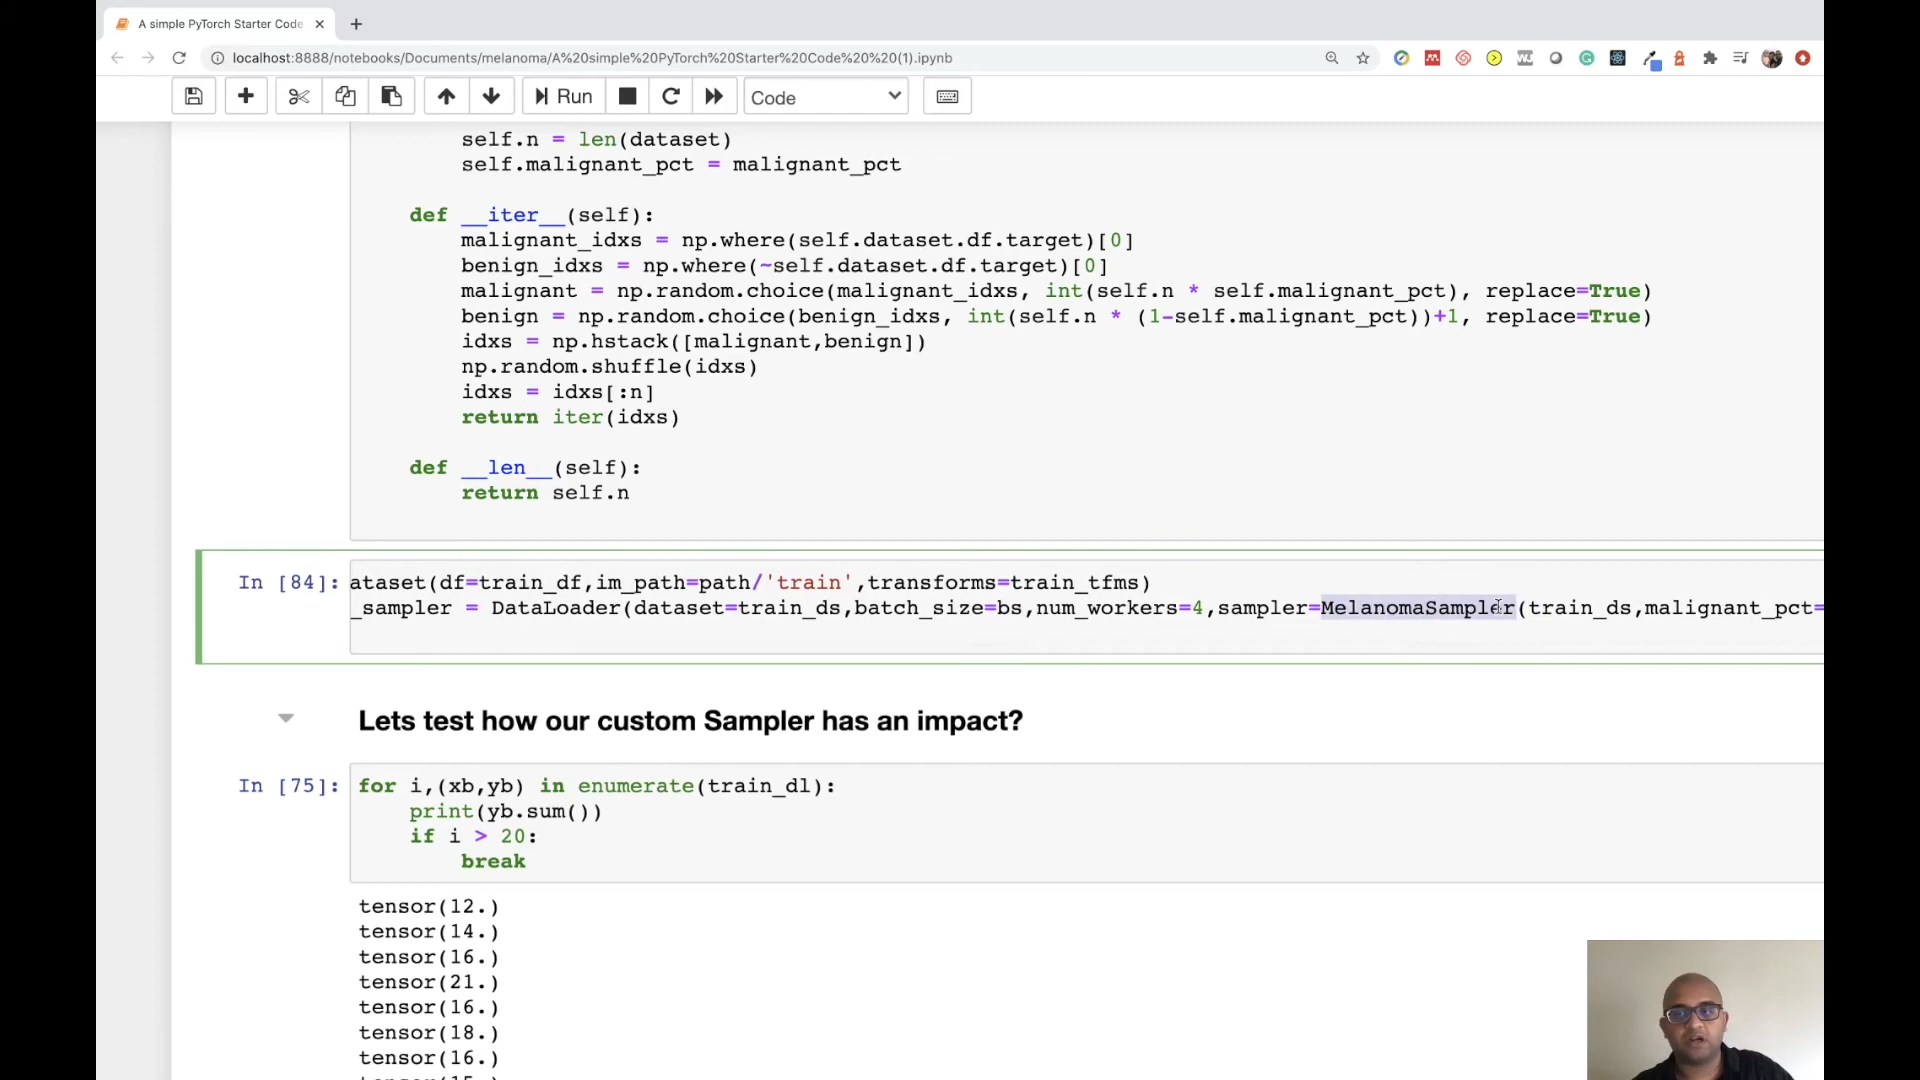 A simple PyTorch Starter Code
localhost:8888/notebooks/Documents/melanoma/A%20simple%20PyTorch%20Starter%20Code%20%20(1).ipynb
Run
Code
self.n = len(dataset)
self.malignant_pct = malignant_pct
def __iter__(self):
malignant_idxs = np.where(self.dataset.df.target)[0]
benign_idxs = np.where(~self.dataset.df.target)[0]
malignant = np.random.choice(malignant_idxs, int(self.n * self.malignant_pct), replace=True)
benign = np.random.choice(benign_idxs, int(self.n * (1-self.malignant_pct))+1, replace=True)
idxs = np.hstack([malignant,benign])
np.random.shuffle(idxs)
idxs = idxs[:n]
return iter(idxs)
def __len__(self):
return self.n
In [84]: ataset(df=train_df,im_path=path/'train',transforms=train_tfms)
_sampler = DataLoader(dataset=train_ds,batch_size=bs,num_workers=4,sampler=MelanomaSampler(train_ds,malignant_pct=
Lets test how our custom Sampler has an impact?
In [75]: for i,(xb,yb) in enumerate(train_dl):
print(yb.sum())
if i > 20:
break
tensor(12.)
tensor(14.)
tensor(16.)
tensor(21.)
tensor(16.)
tensor(18.)
tensor(16.)